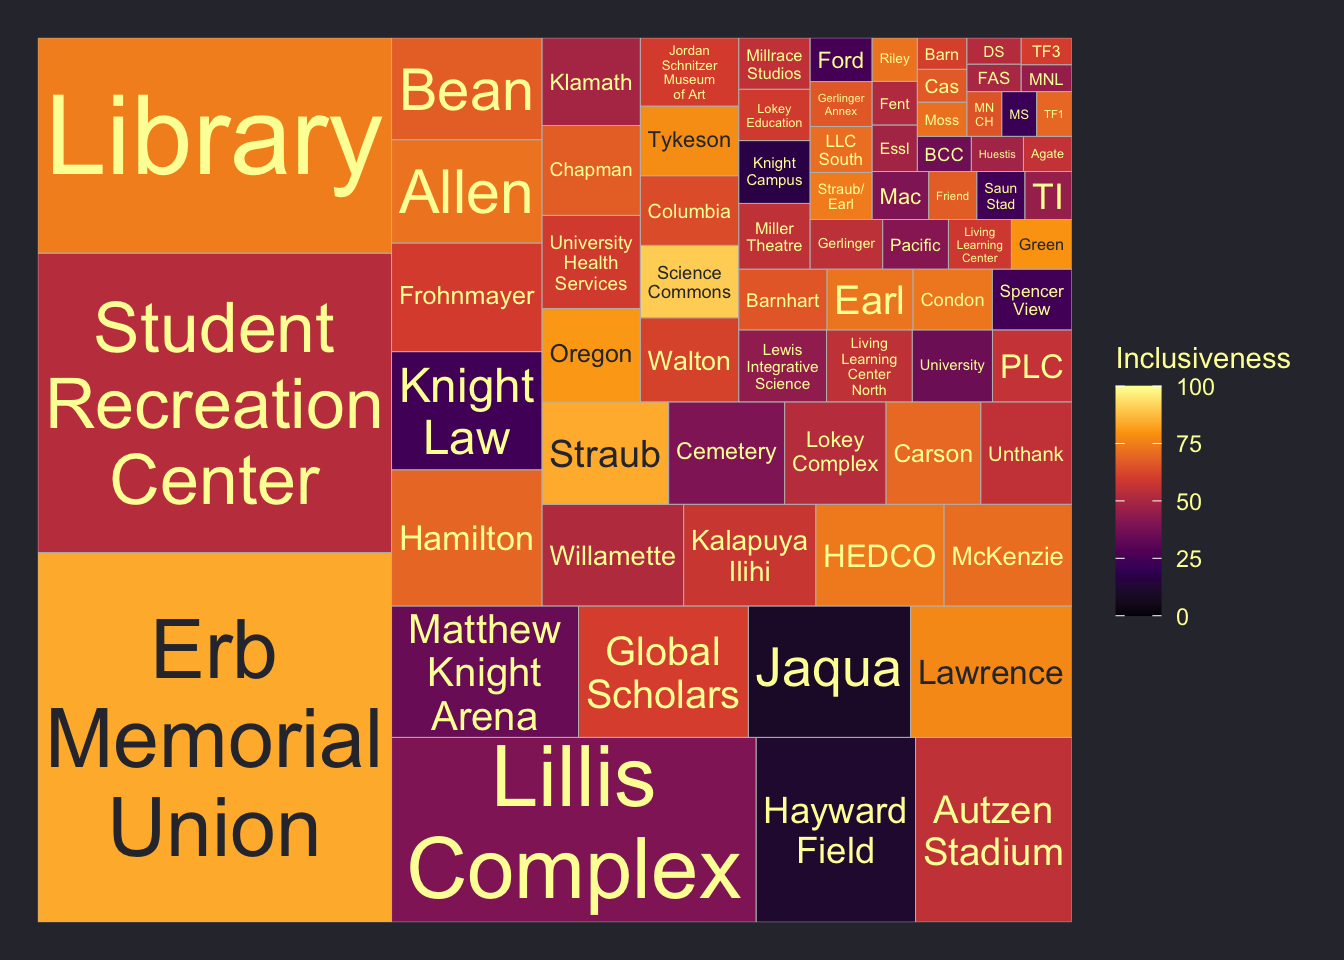 Library
Student
Recreation
Center
Erb
Memorial
Union
Bean
Allen
Frohnmayer
Knight
Law
Hamilton
Matthew
Knight
Arena
Global
Scholars
Jaqua
Lawrence
Lillis
Complex
Hayward
Field
Autzen
Stadium
Klamath
Chapman
University
Health
Services
Oregon
Straub
Cemetery
Lokey
Complex
Carson
Unthank
Willamette
Kalapuya
Ilihi
HEDCO
McKenzie
Jordan
Schnitzer
Museum
of Art
Tykeson
Columbia
Science
Commons
Walton
Millrace
Studios
Lokey
Education
Knight
Campus
Miller
Theatre
Barnhart
Earl
Condon
Spencer
View
Lewis
Integrative
Science
Living
Learning
Center
North
University
PLC
Ford
Gerlinger
Annex
LLC
South
Straub/
Earl
Gerlinger
Pacific
Living
Learning
Center
Green
Riley
Fent
Essl
Mac
Friend
Saun
Stad
TI
Barn
Cas
Moss
BCC
Huestis
Agate
DS
TF3
FAS
MNL
MN
CH
MS
TF1
Inclusiveness
100
75
50
25
0